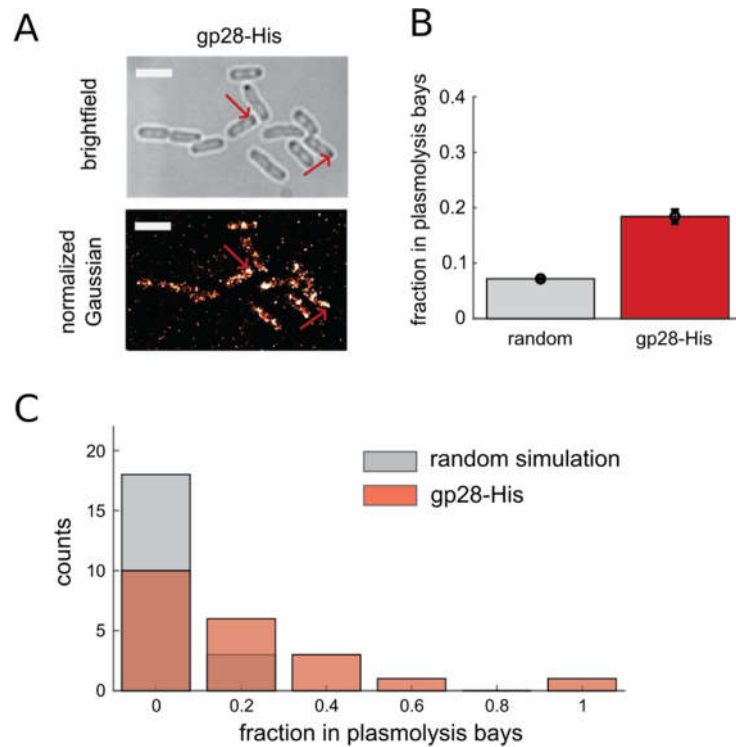 A
gp28-His
brightfield
normalized
Gaussian
B
fraction in plasmolysis bays
0.4
0.3
0.2
0.1
0
random
gp28-His
C
counts
20
15
10
5
0
random simulation
gp28-His
0
0.2
0.4
0.6
0.8
1
fraction in plasmolysis bays